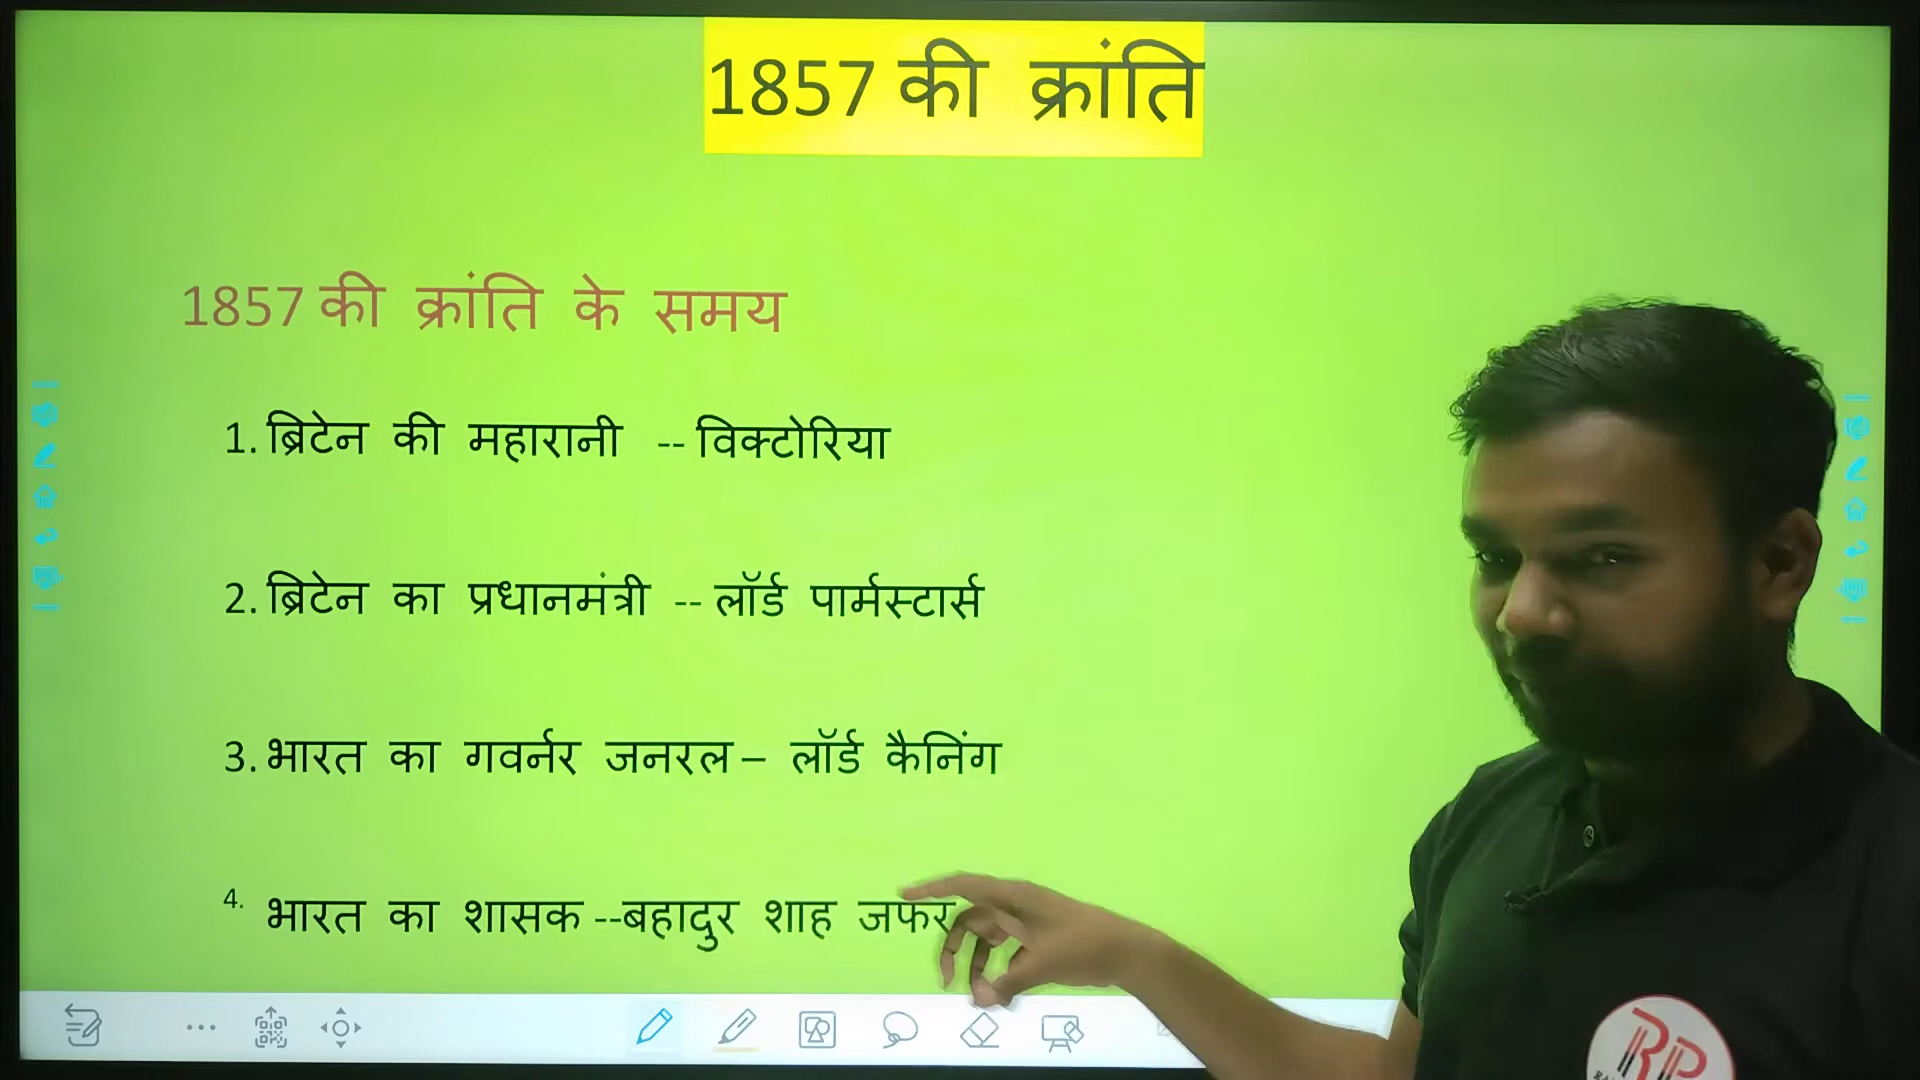 1857 की क्रांति
1857 की क्रांति के समय
1. ब्रिटेन की महारानी -- विक्टोरिया
2. ब्रिटेन का प्रधानमंत्री -- लॉर्ड पार्मस्टार्स
3. भारत का गवर्नर जनरल – लॉर्ड कैनिंग
4. भारत का शासक --बहादुर शाह जफर
RP